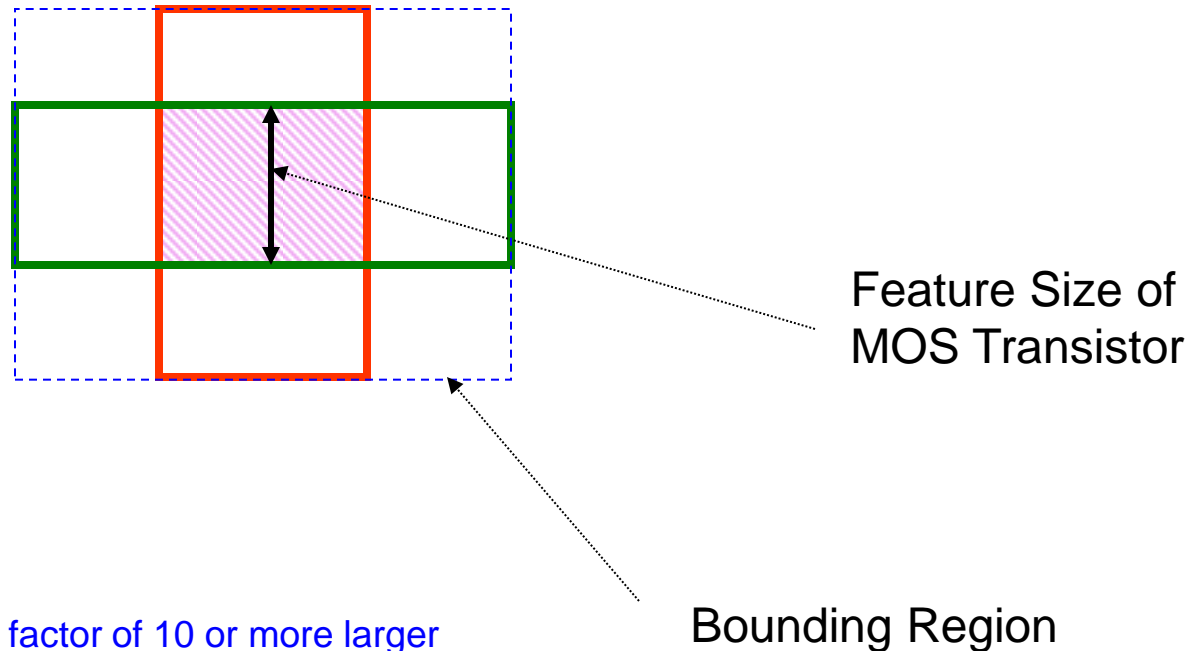 Feature Size of
MOS Transistor
factor of 10 or more larger
Bounding Region